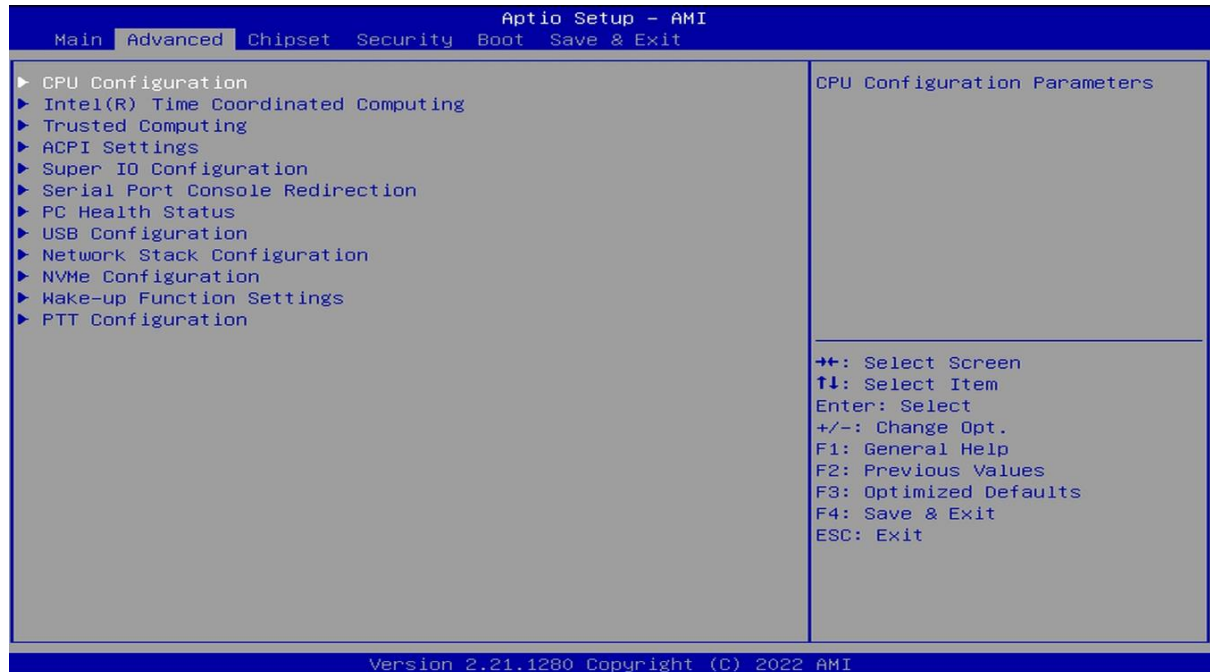 Aptio Setup – AMI
Main Advanced Chipset Security Boot Save & Exit
▶ CPU Configuration
▶ Intel(R) Time Coordinated Computing
▶ Trusted Computing
▶ ACPI Settings
▶ Super IO Configuration
▶ Serial Port Console Redirection
▶ PC Health Status
▶ USB Configuration
▶ Network Stack Configuration
▶ NVMe Configuration
▶ Wake-up Function Settings
▶ PTT Configuration
CPU Configuration Parameters
→←: Select Screen
↑↓: Select Item
Enter: Select
+/-: Change Opt.
F1: General Help
F2: Previous Values
F3: Optimized Defaults
F4: Save & Exit
ESC: Exit
Version 2.21.1280 Copyright (C) 2022 AMI